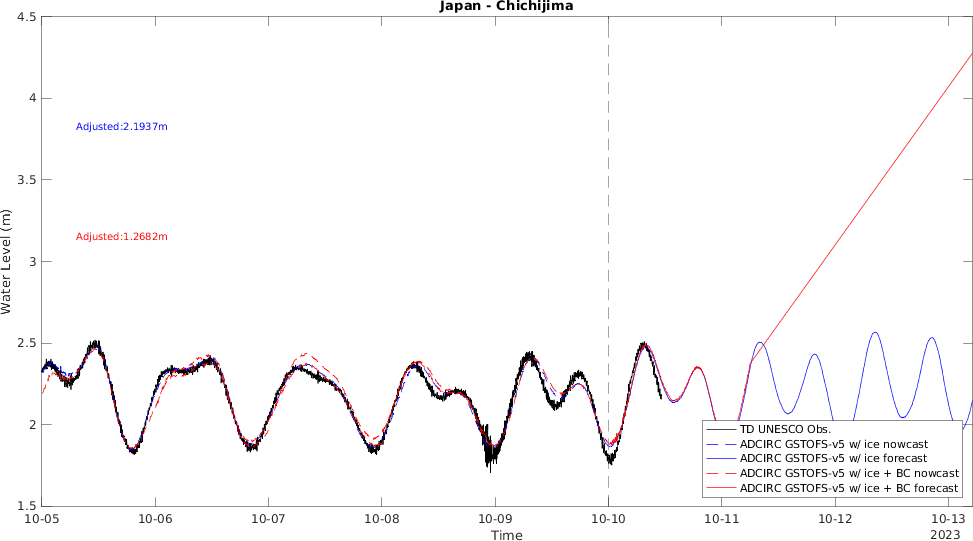 Japan - Chichijima
4.5
4
3.5
3
2.5
2
1.5
Water Level (m)
Adjusted:2.1937m
Adjusted:1.2682m
TD UNESCO Obs.
ADCIRC GSTOFS-v5 w/ ice nowcast
ADCIRC GSTOFS-v5 w/ ice forecast
ADCIRC GSTOFS-v5 w/ ice + BC nowcast
ADCIRC GSTOFS-v5 w/ ice + BC forecast
10-05 10-06 10-07 10-08 10-09 10-10 10-11 10-12 10-13
2023
Time